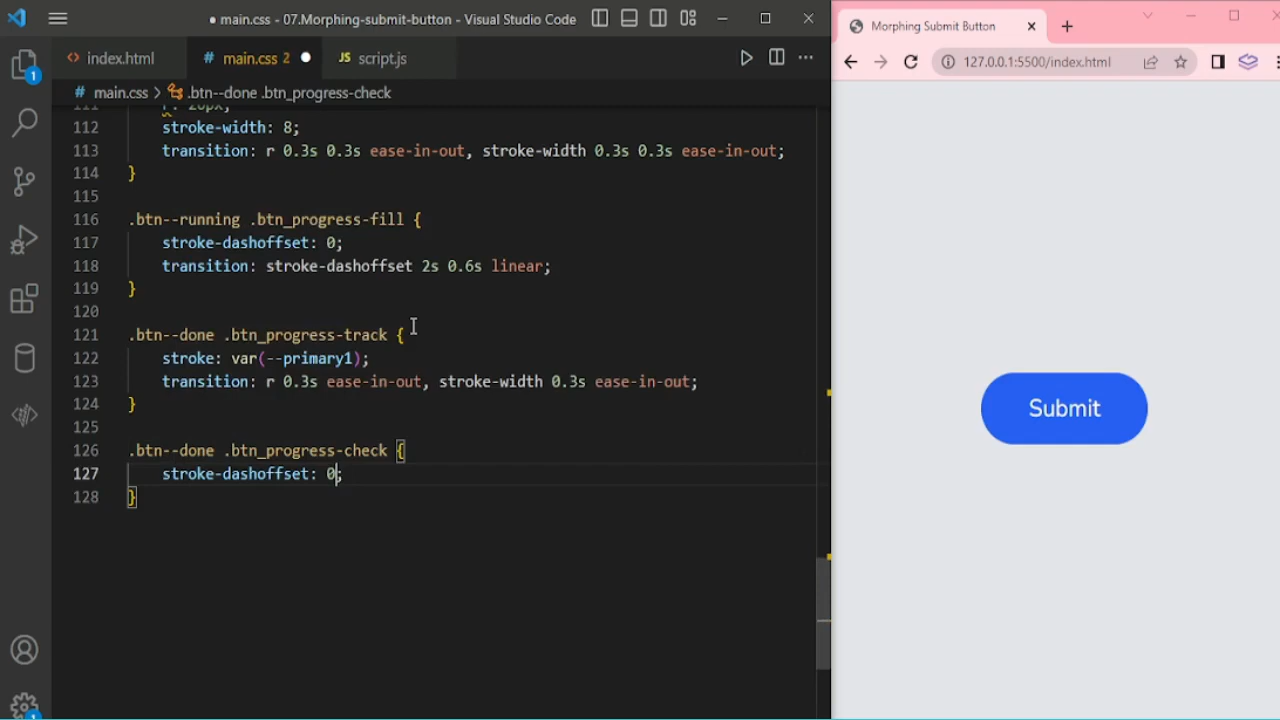 main.css - 07.Morphing-submit-button - Visual Studio Code
index.html
# main.css 2
JS script.js
# main.css > .btn--done .btn_progress-check
111 r: 20px;
112 stroke-width: 8;
113 transition: r 0.3s 0.3s ease-in-out, stroke-width 0.3s 0.3s ease-in-out;
114 }
115
116 .btn--running .btn_progress-fill {
117 stroke-dashoffset: 0;
118 transition: stroke-dashoffset 2s 0.6s linear;
119 }
120
121 .btn--done .btn_progress-track {
122 stroke: var(--primary1);
123 transition: r 0.3s ease-in-out, stroke-width 0.3s ease-in-out;
124 }
125
126 .btn--done .btn_progress-check {
127 stroke-dashoffset: 0;
128 }
1
1
Morphing Submit Button
127.0.0.1:5500/index.html
Submit